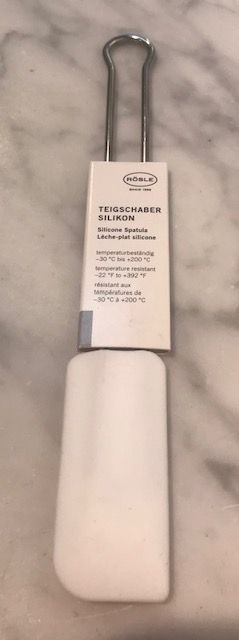 RÖSLE
SINCE 1888
TEIGSCHABER
SILIKON
Silicone Spatula
Lèche-plat silicone
temperaturbeständig
-30 °C bis +200 °C
temperature resistant
-22 °F to +392 °F
résistant aux
températures de
-30 °C à +200 °C